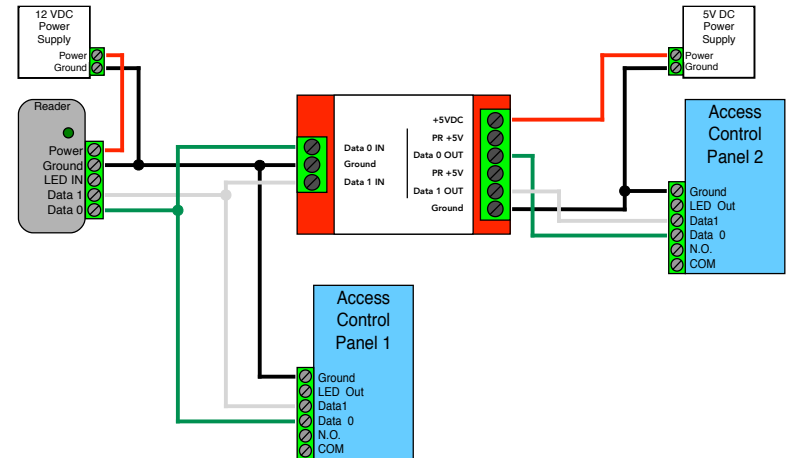 12 VDC
Power
Supply
Power
Ground
Reader
Power
Ground
LED IN
Data 1
Data 0
Data 0 IN
Ground
Data 1 IN
+5VDC
PR +5V
Data 0 OUT
PR +5V
Data 1 OUT
Ground
5V DC
Power
Supply
Power
Ground
Access
Control
Panel 2
Ground
LED Out
Data1
Data 0
N.O.
COM
Access
Control
Panel 1
Ground
LED Out
Data1
Data 0
N.O.
COM